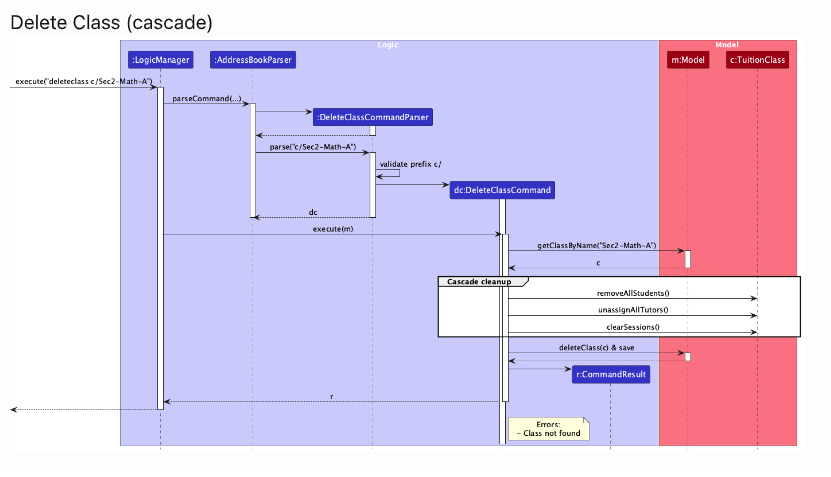 Delete Class (cascade)
Logic
Model
:LogicManager
:AddressBookParser
m:Model
c:TuitionClass
execute("deleteclass c/Sec2-Math-A")
parseCommand(...)
:DeleteClassCommandParser
parse("c/Sec2-Math-A")
validate prefix c/
dc:DeleteClassCommand
dc
execute(m)
getClassByName("Sec2-Math-A")
c
Cascade cleanup
removeAllStudents()
unassignAllTutors()
clearSessions()
deleteClass(c) & save
r:CommandResult
r
Errors:
- Class not found